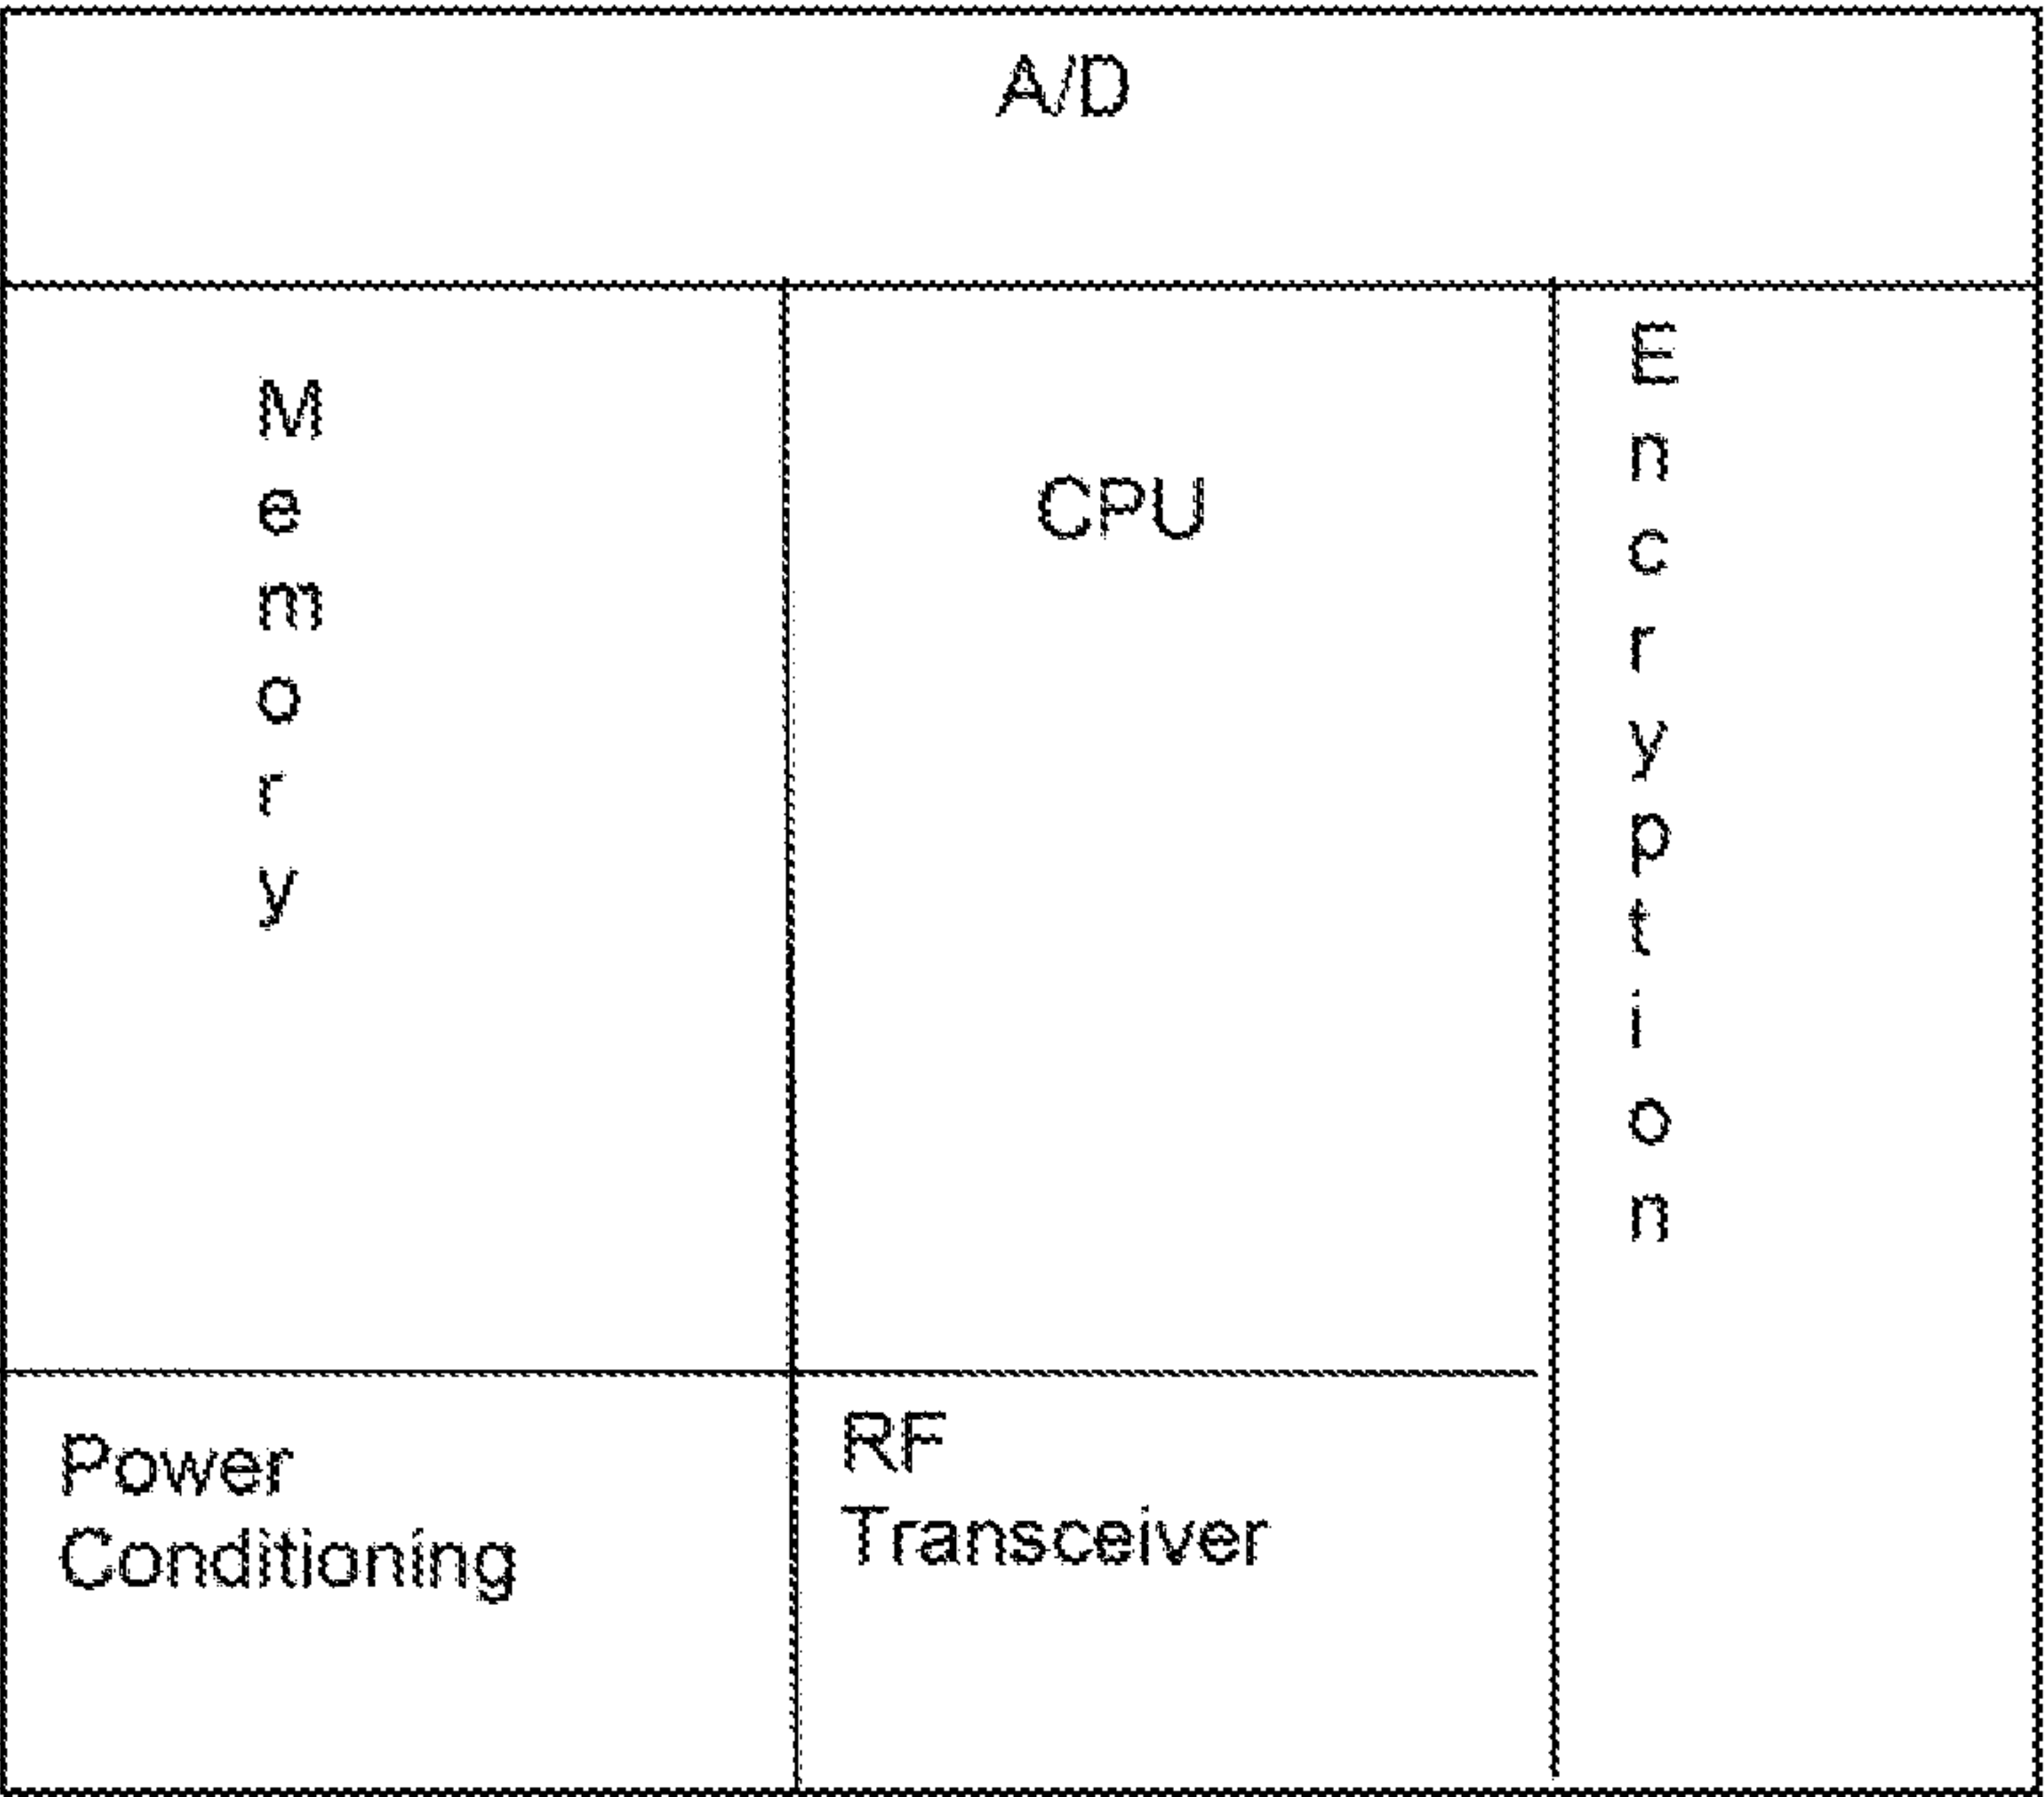 A/D
Memory
CPU
Encryption
Power
Conditioning
RF
Transceiver